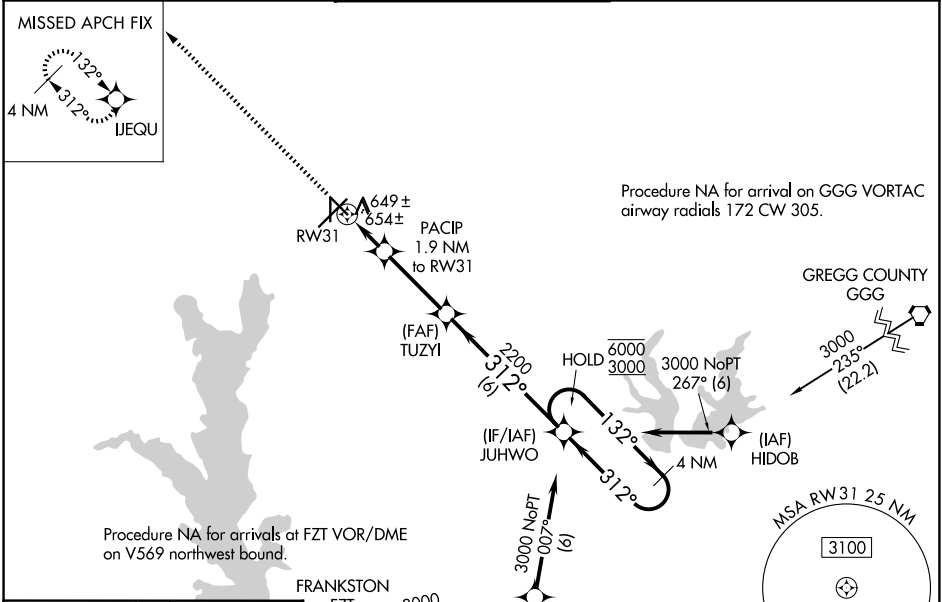 MISSED APCH FIX
132°
312°
4 NM
IJEQU
649±
654±
RW31
PACIP
1.9 NM
to RW31
Procedure NA for arrival on GGG VORTAC
airway radials 172 CW 305.
GREGG COUNTY
GGG
3000
235°
(22.2)
(FAF)
TUZYI
2200
312°
(6)
HOLD
6000
3000
3000 NoPT
267° (6)
(IF/IAF)
JUHWO
132°
312°
4 NM
(IAF)
HIDOB
3000 NoPT
007°
(6)
Procedure NA for arrivals at FZT VOR/DME
on V569 northwest bound.
MSA RW31 25 NM
3100
FRANKSTON